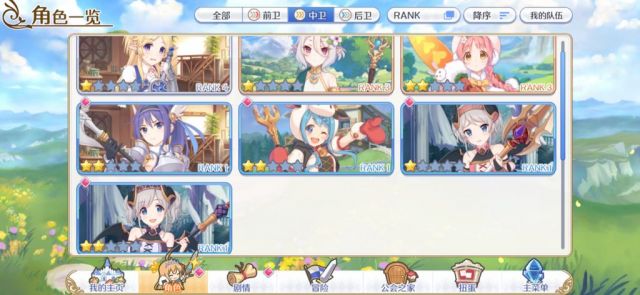 角色一览
全部 前卫 中卫 后卫 RANK 降序 我的队伍
RANK 4 RANK 3 RANK 3
RANK 1 RANK 1 RANK 1
RANK 1
我的主页 角色 剧情 冒险 公会之家 扭蛋 主菜单